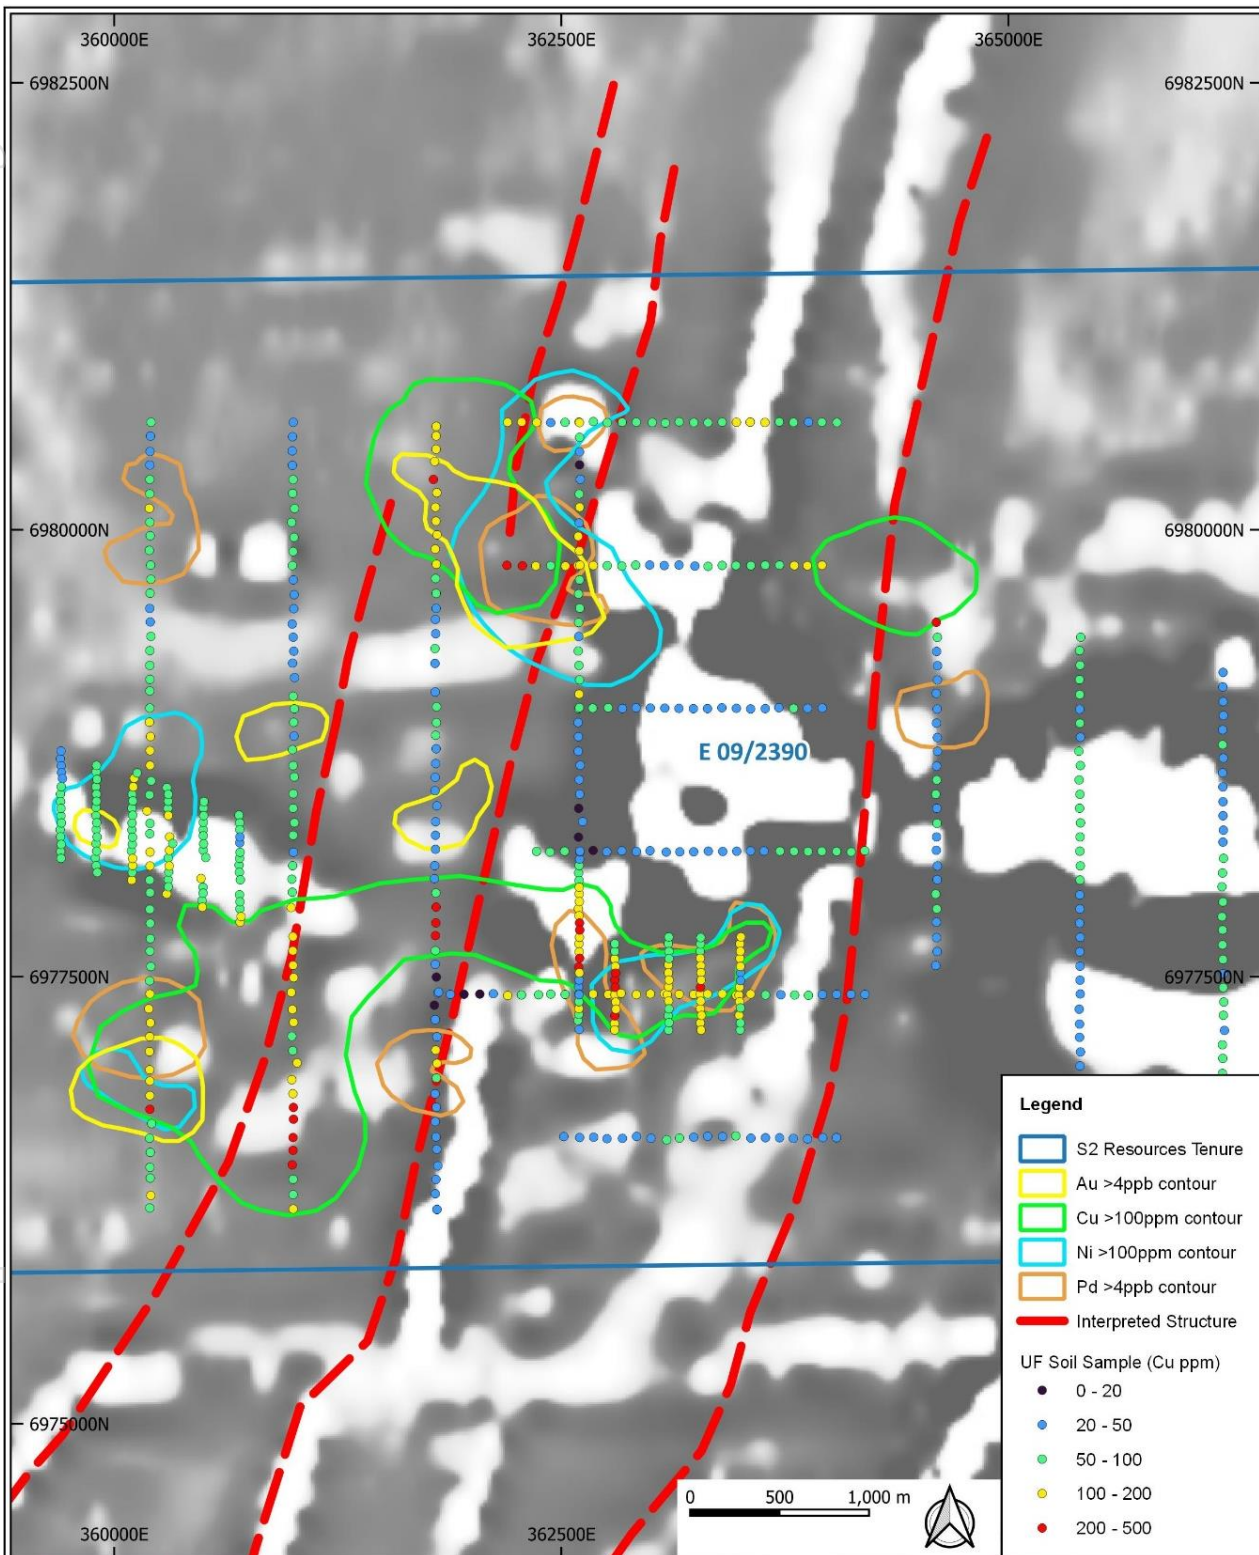 360000E 362500E 365000E
6982500N 6982500N
6980000N 6980000N
E 09/2390
6977500N 6977500N
Legend
S2 Resources Tenure
Au >4ppb contour
Cu >100ppm contour
Ni >100ppm contour
Pd >4ppb contour
Interpreted Structure
UF Soil Sample (Cu ppm)
0 - 20
20 - 50
50 - 100
100 - 200
200 - 500
6975000N
0 500 1,000 m
360000E 362500E